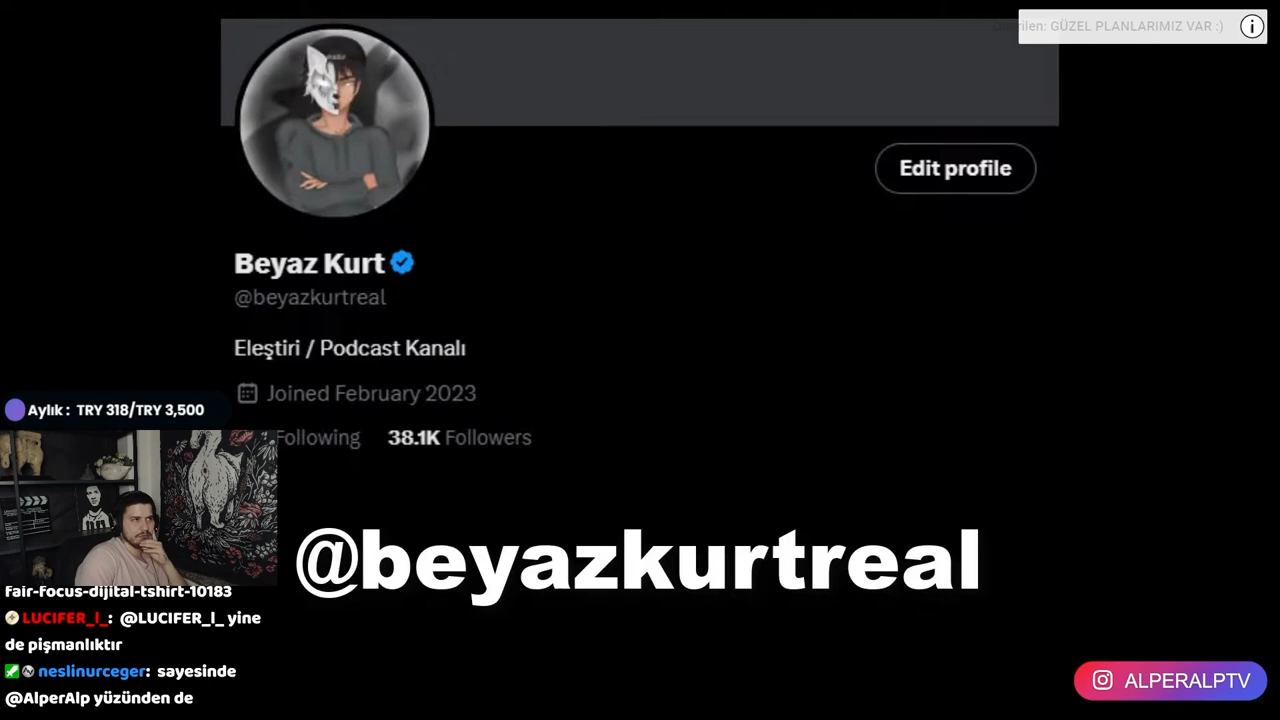 Önerilen: GÜZEL PLANLARIMIZ VAR :)
Edit profile
Beyaz Kurt
@beyazkurtreal
Eleştiri / Podcast Kanalı
Joined February 2023
Following 38.1K Followers
Aylık : TRY 318/TRY 3,500
@beyazkurtreal
fair-focus-dijital-tshirt-10183
LUCIFER_l_: @LUCIFER_l_ yine
de pişmanlıktır
neslinurceger: sayesinde
@AlperAlp yüzünden de
ALPERALPTV